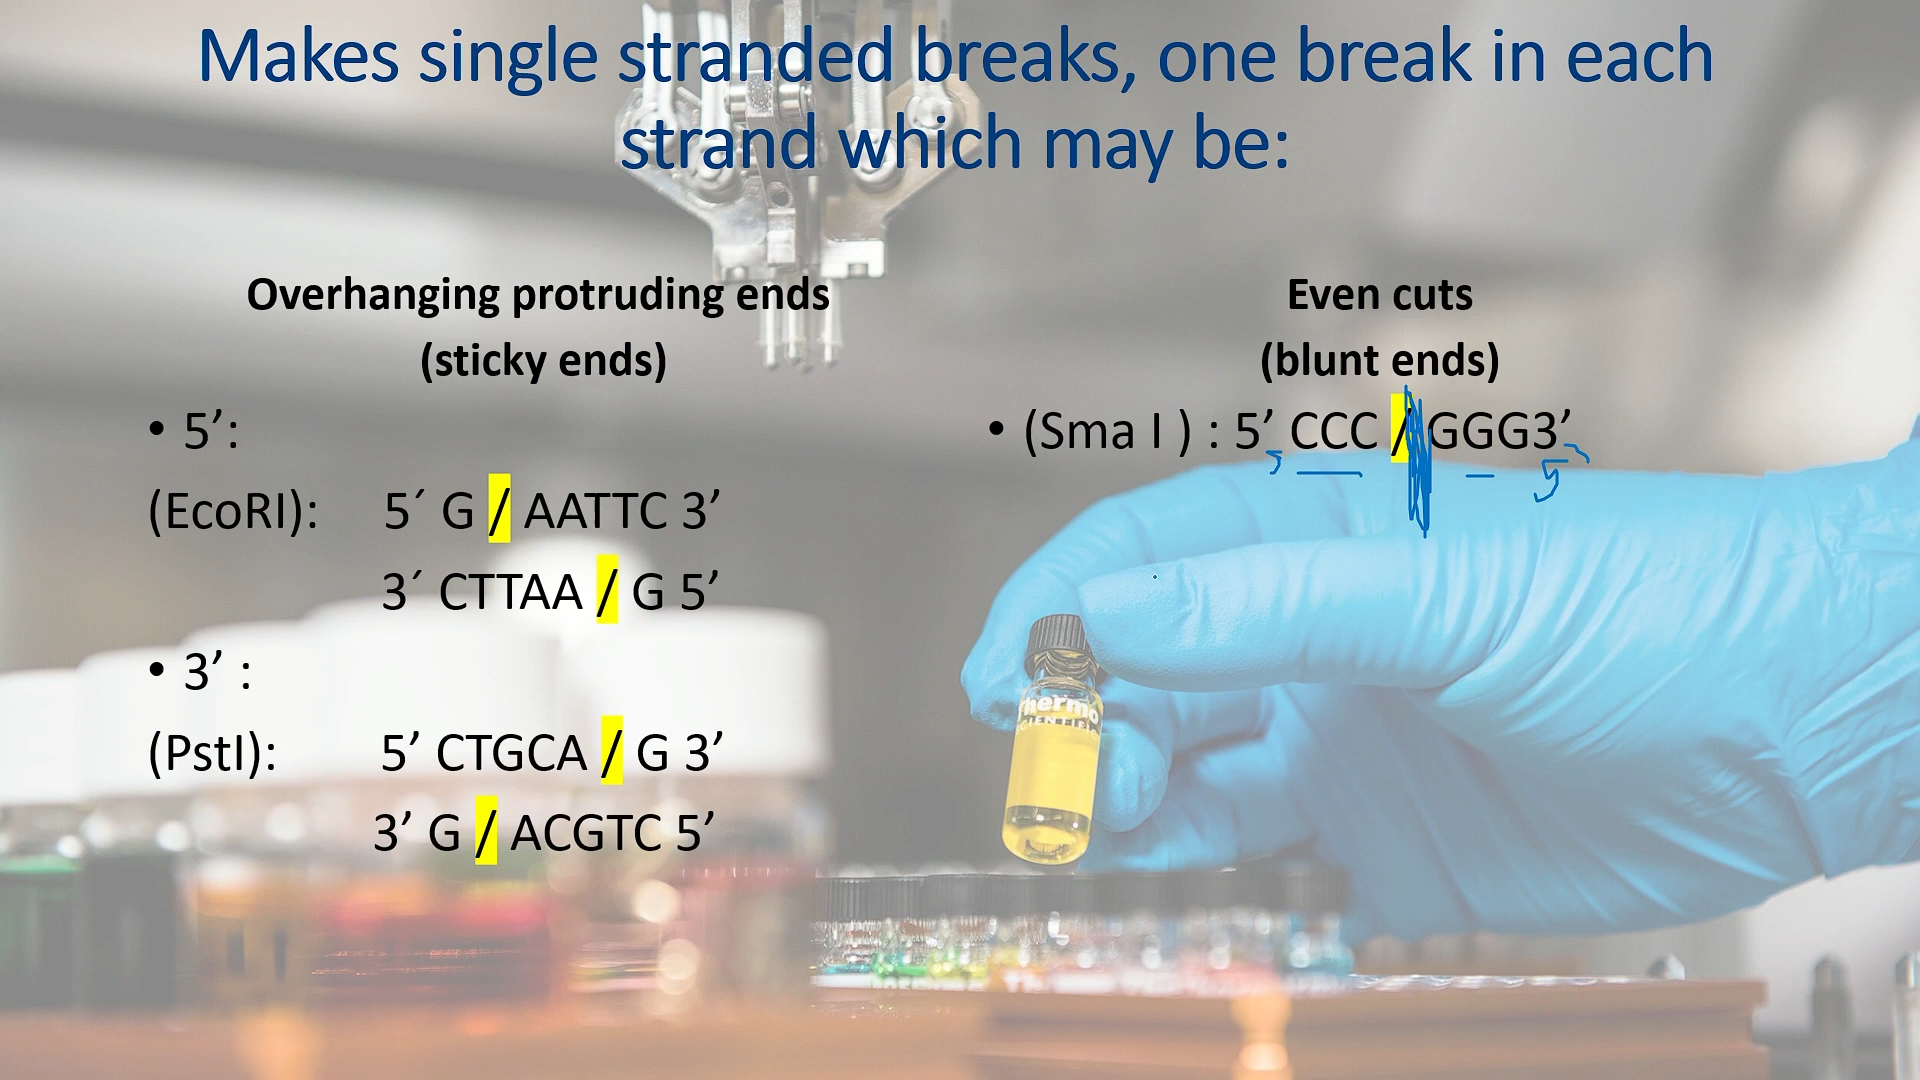 Makes single stranded breaks, one break in each
strand which may be:
Overhanging protruding ends
(sticky ends)
• 5’:
(EcoRI): 5´ G / AATTC 3’
3´ CTTAA / G 5’
• 3’ :
(PstI): 5’ CTGCA / G 3’
3’ G / ACGTC 5’
Even cuts
(blunt ends)
• (Sma I ) : 5’ CCC / GGG3’
5
Thermo